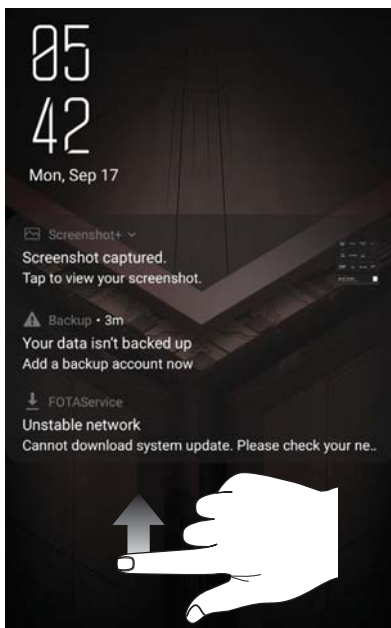 05
42
Mon, Sep 17
Screenshot+
Screenshot captured.
Tap to view your screenshot.
Backup • 3m
Your data isn't backed up
Add a backup account now
FOTAService
Unstable network
Cannot download system update. Please check your ne..